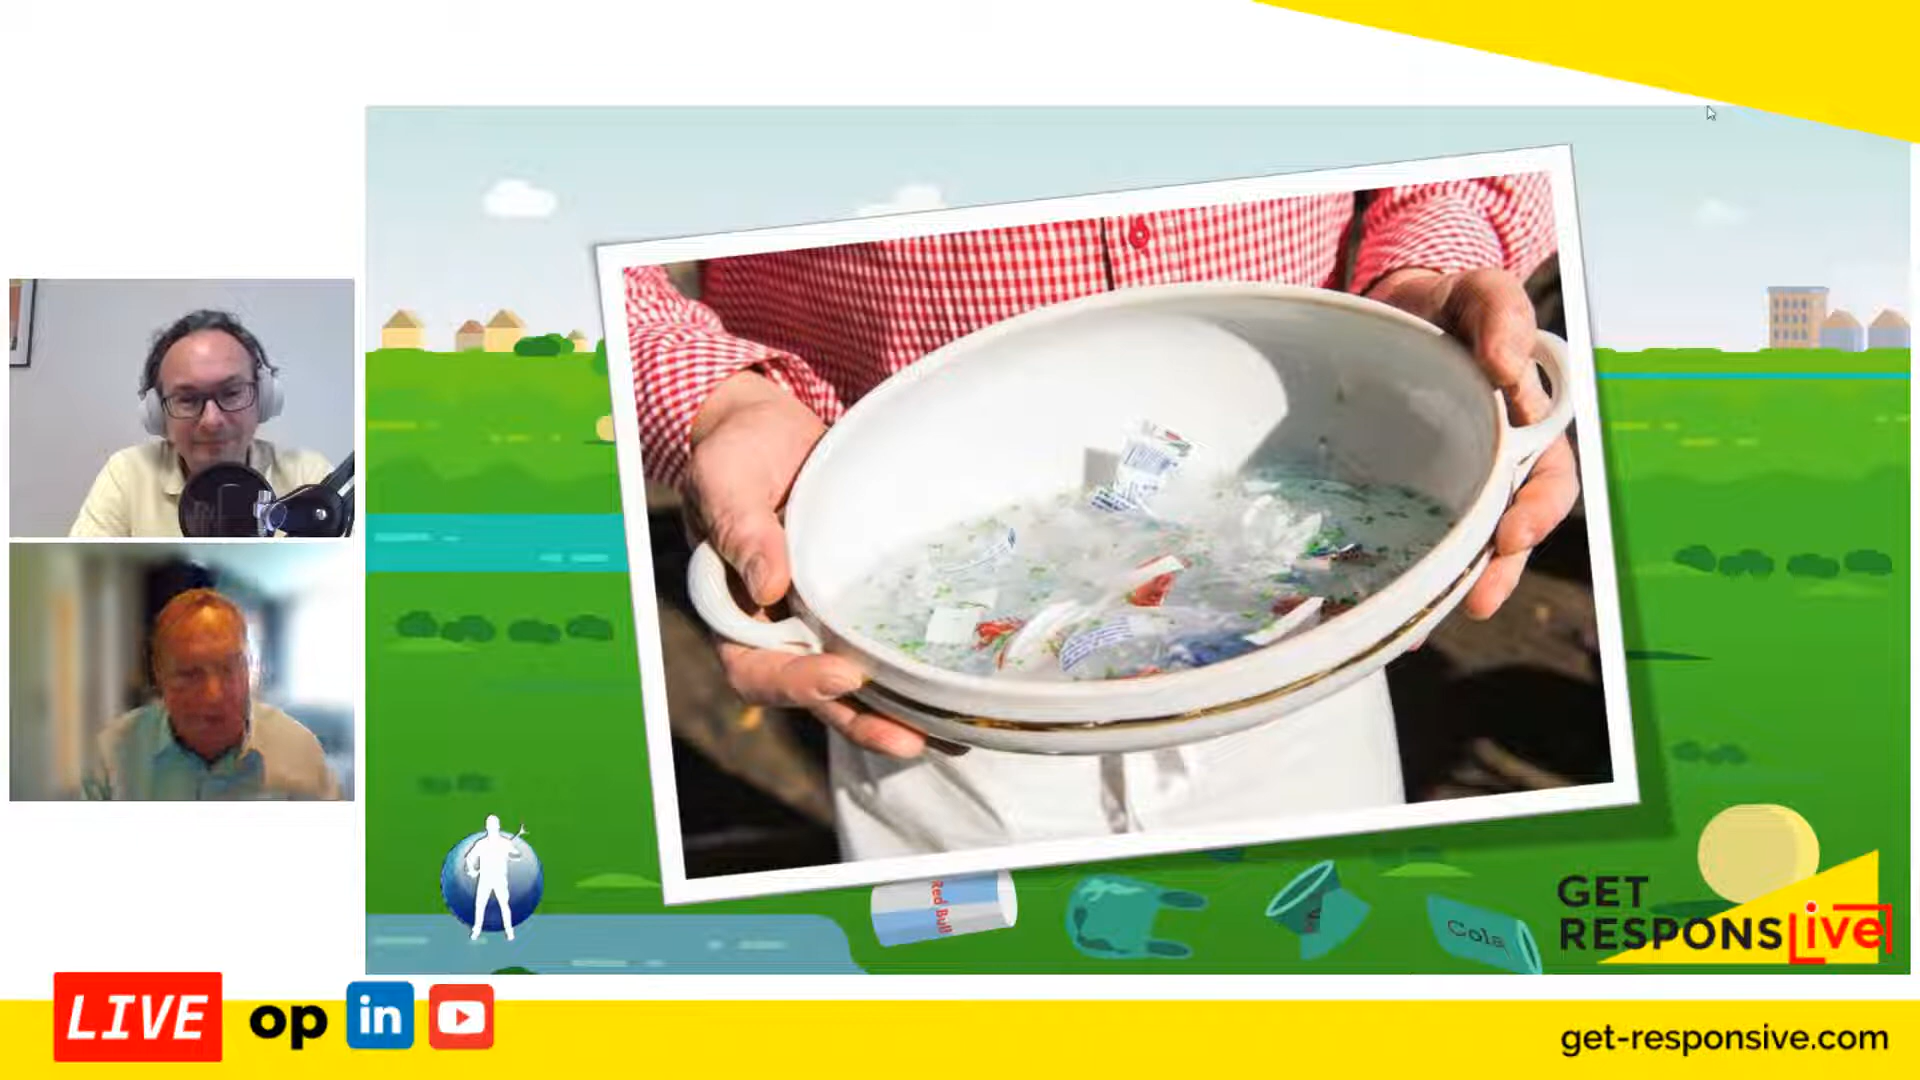 Red Bull
Cola
GET
RESPONSLive
LIVE op in
get-responsive.com